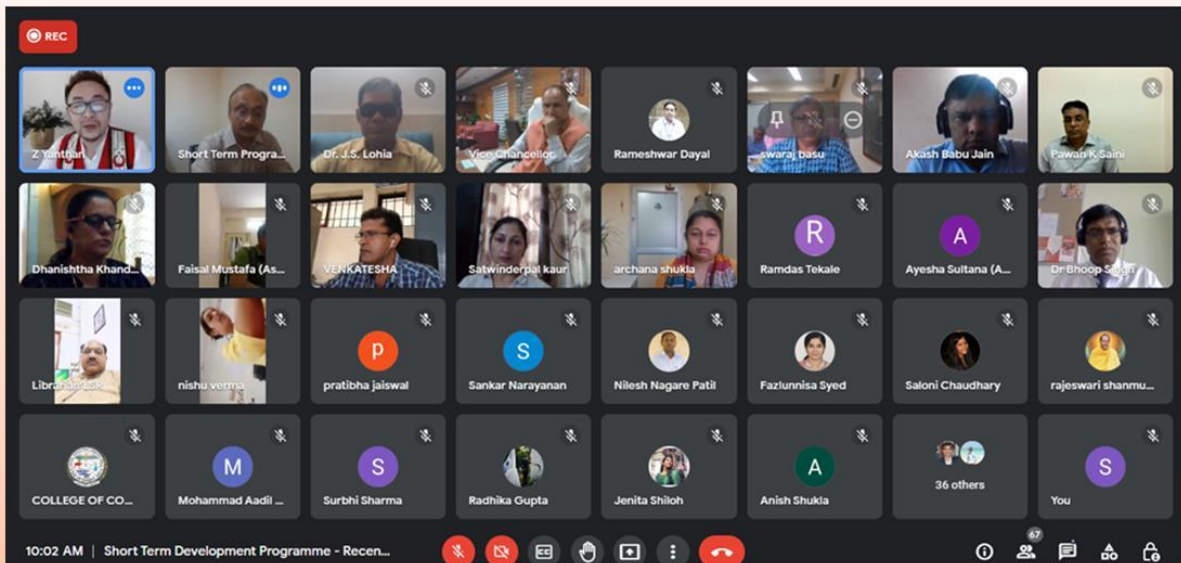 REC
Z Yanthan
Short Term Progra...
Dr. J.S. Lohia
Vice Chancellor
Rameshwar Dayal
swaraj basu
Akash Babu Jain
Pawan K Saini
Dhanishtha Khand...
Faisal Mustafa (As...
VENKATESHA
Satwinderpal kaur
archana shukla
R
Ramdas Tekale
A
Ayesha Sultana (A...
Dr Bhoop Singh
Librarian LSR
nishu verma
p
pratibha jaiswal
S
Sankar Narayanan
Nilesh Nagare Patil
Fazlunnisa Syed
Saloni Chaudhary
rajeswari shanmu...
COLLEGE OF CO...
M
Mohammad Aadil ...
S
Surbhi Sharma
Radhika Gupta
Jenita Shiloh
A
Anish Shukla
36 others
S
You
10:02 AM | Short Term Development Programme - Recen...
CC
67